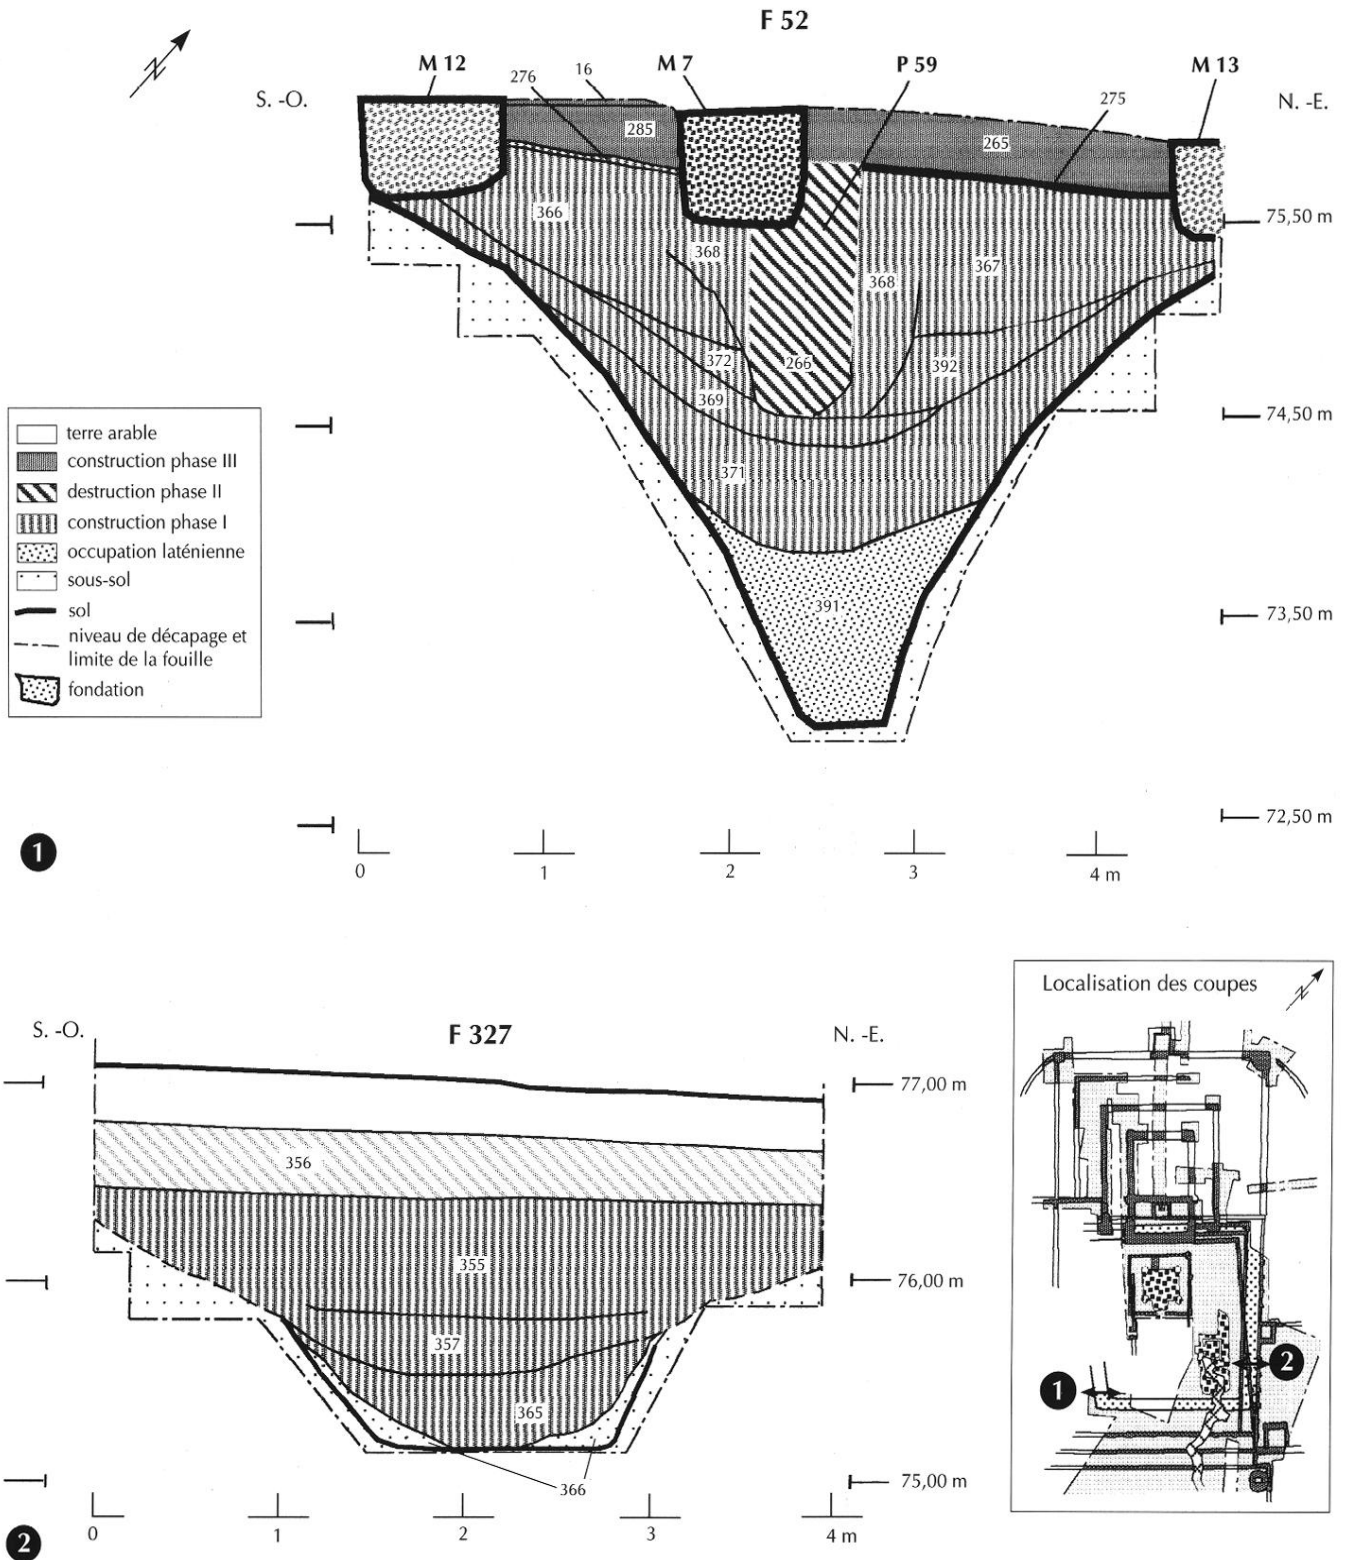 F 52
M 12
276
16
M 7
P 59
M 13
S. -O.
275
N. -E.
285
265
366
75,50 m
368
367
368
372
266
392
369
74,50 m
371
terre arable
construction phase III
destruction phase II
construction phase I
occupation laténienne
sous-sol
sol
niveau de décapage et
limite de la fouille
fondation
391
73,50 m
72,50 m
1
0
1
2
3
4 m
Localisation des coupes
S. -O.
F 327
N. -E.
77,00 m
356
355
76,00 m
357
365
366
75,00 m
0
1
2
3
4 m
2
N
1
2
N